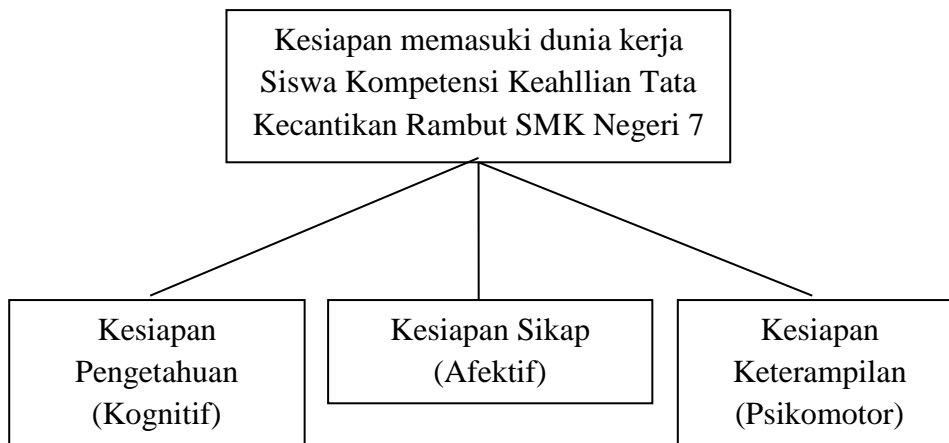 Kesiapan memasuki dunia kerja
Siswa Kompetensi Keahllian Tata
Kecantikan Rambut SMK Negeri 7
Kesiapan
Pengetahuan
(Kognitif)
Kesiapan Sikap
(Afektif)
Kesiapan
Keterampilan
(Psikomotor)